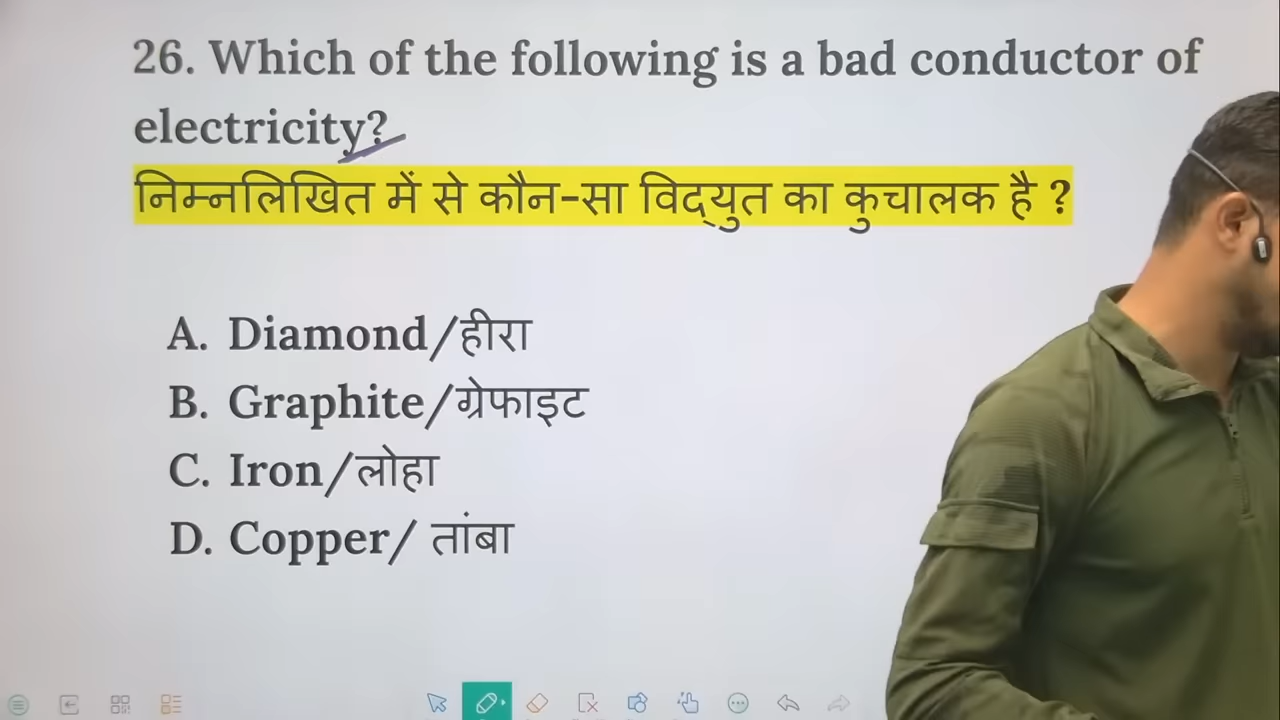 26. Which of the following is a bad conductor of
electricity?
निम्नलिखित में से कौन-सा विद्युत का कुचालक है ?
A. Diamond/हीरा
B. Graphite/ग्रेफाइट
C. Iron/लोहा
D. Copper/ तांबा